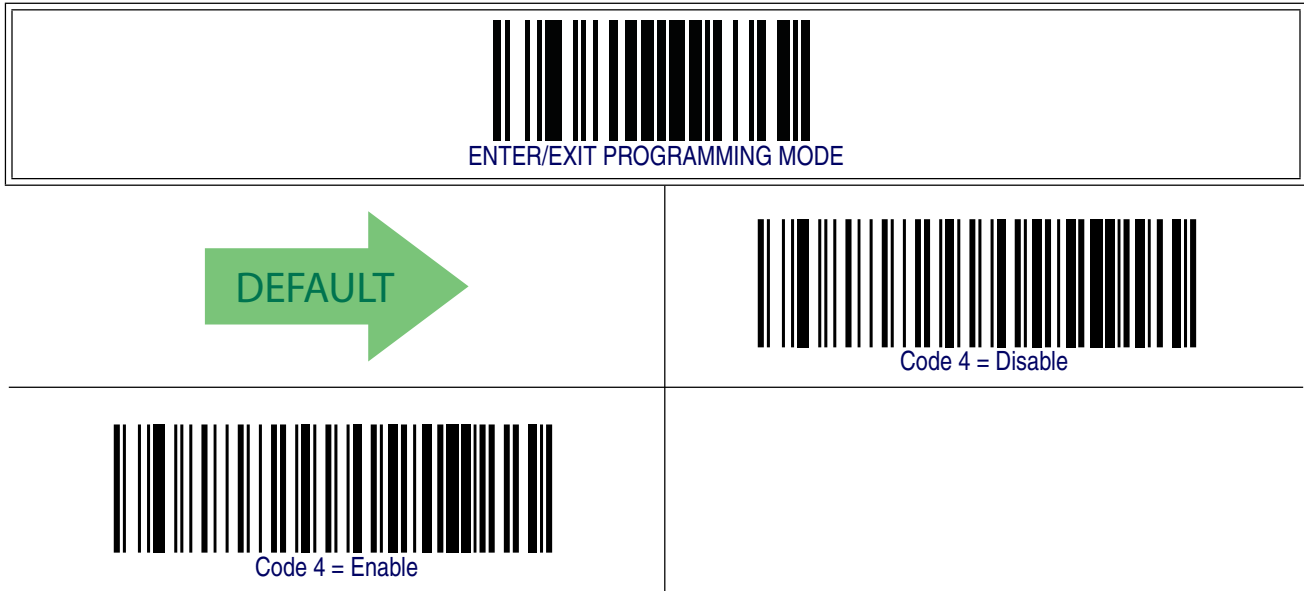 ENTER/EXIT PROGRAMMING MODE
DEFAULT
Code 4 = Disable
Code 4 = Enable